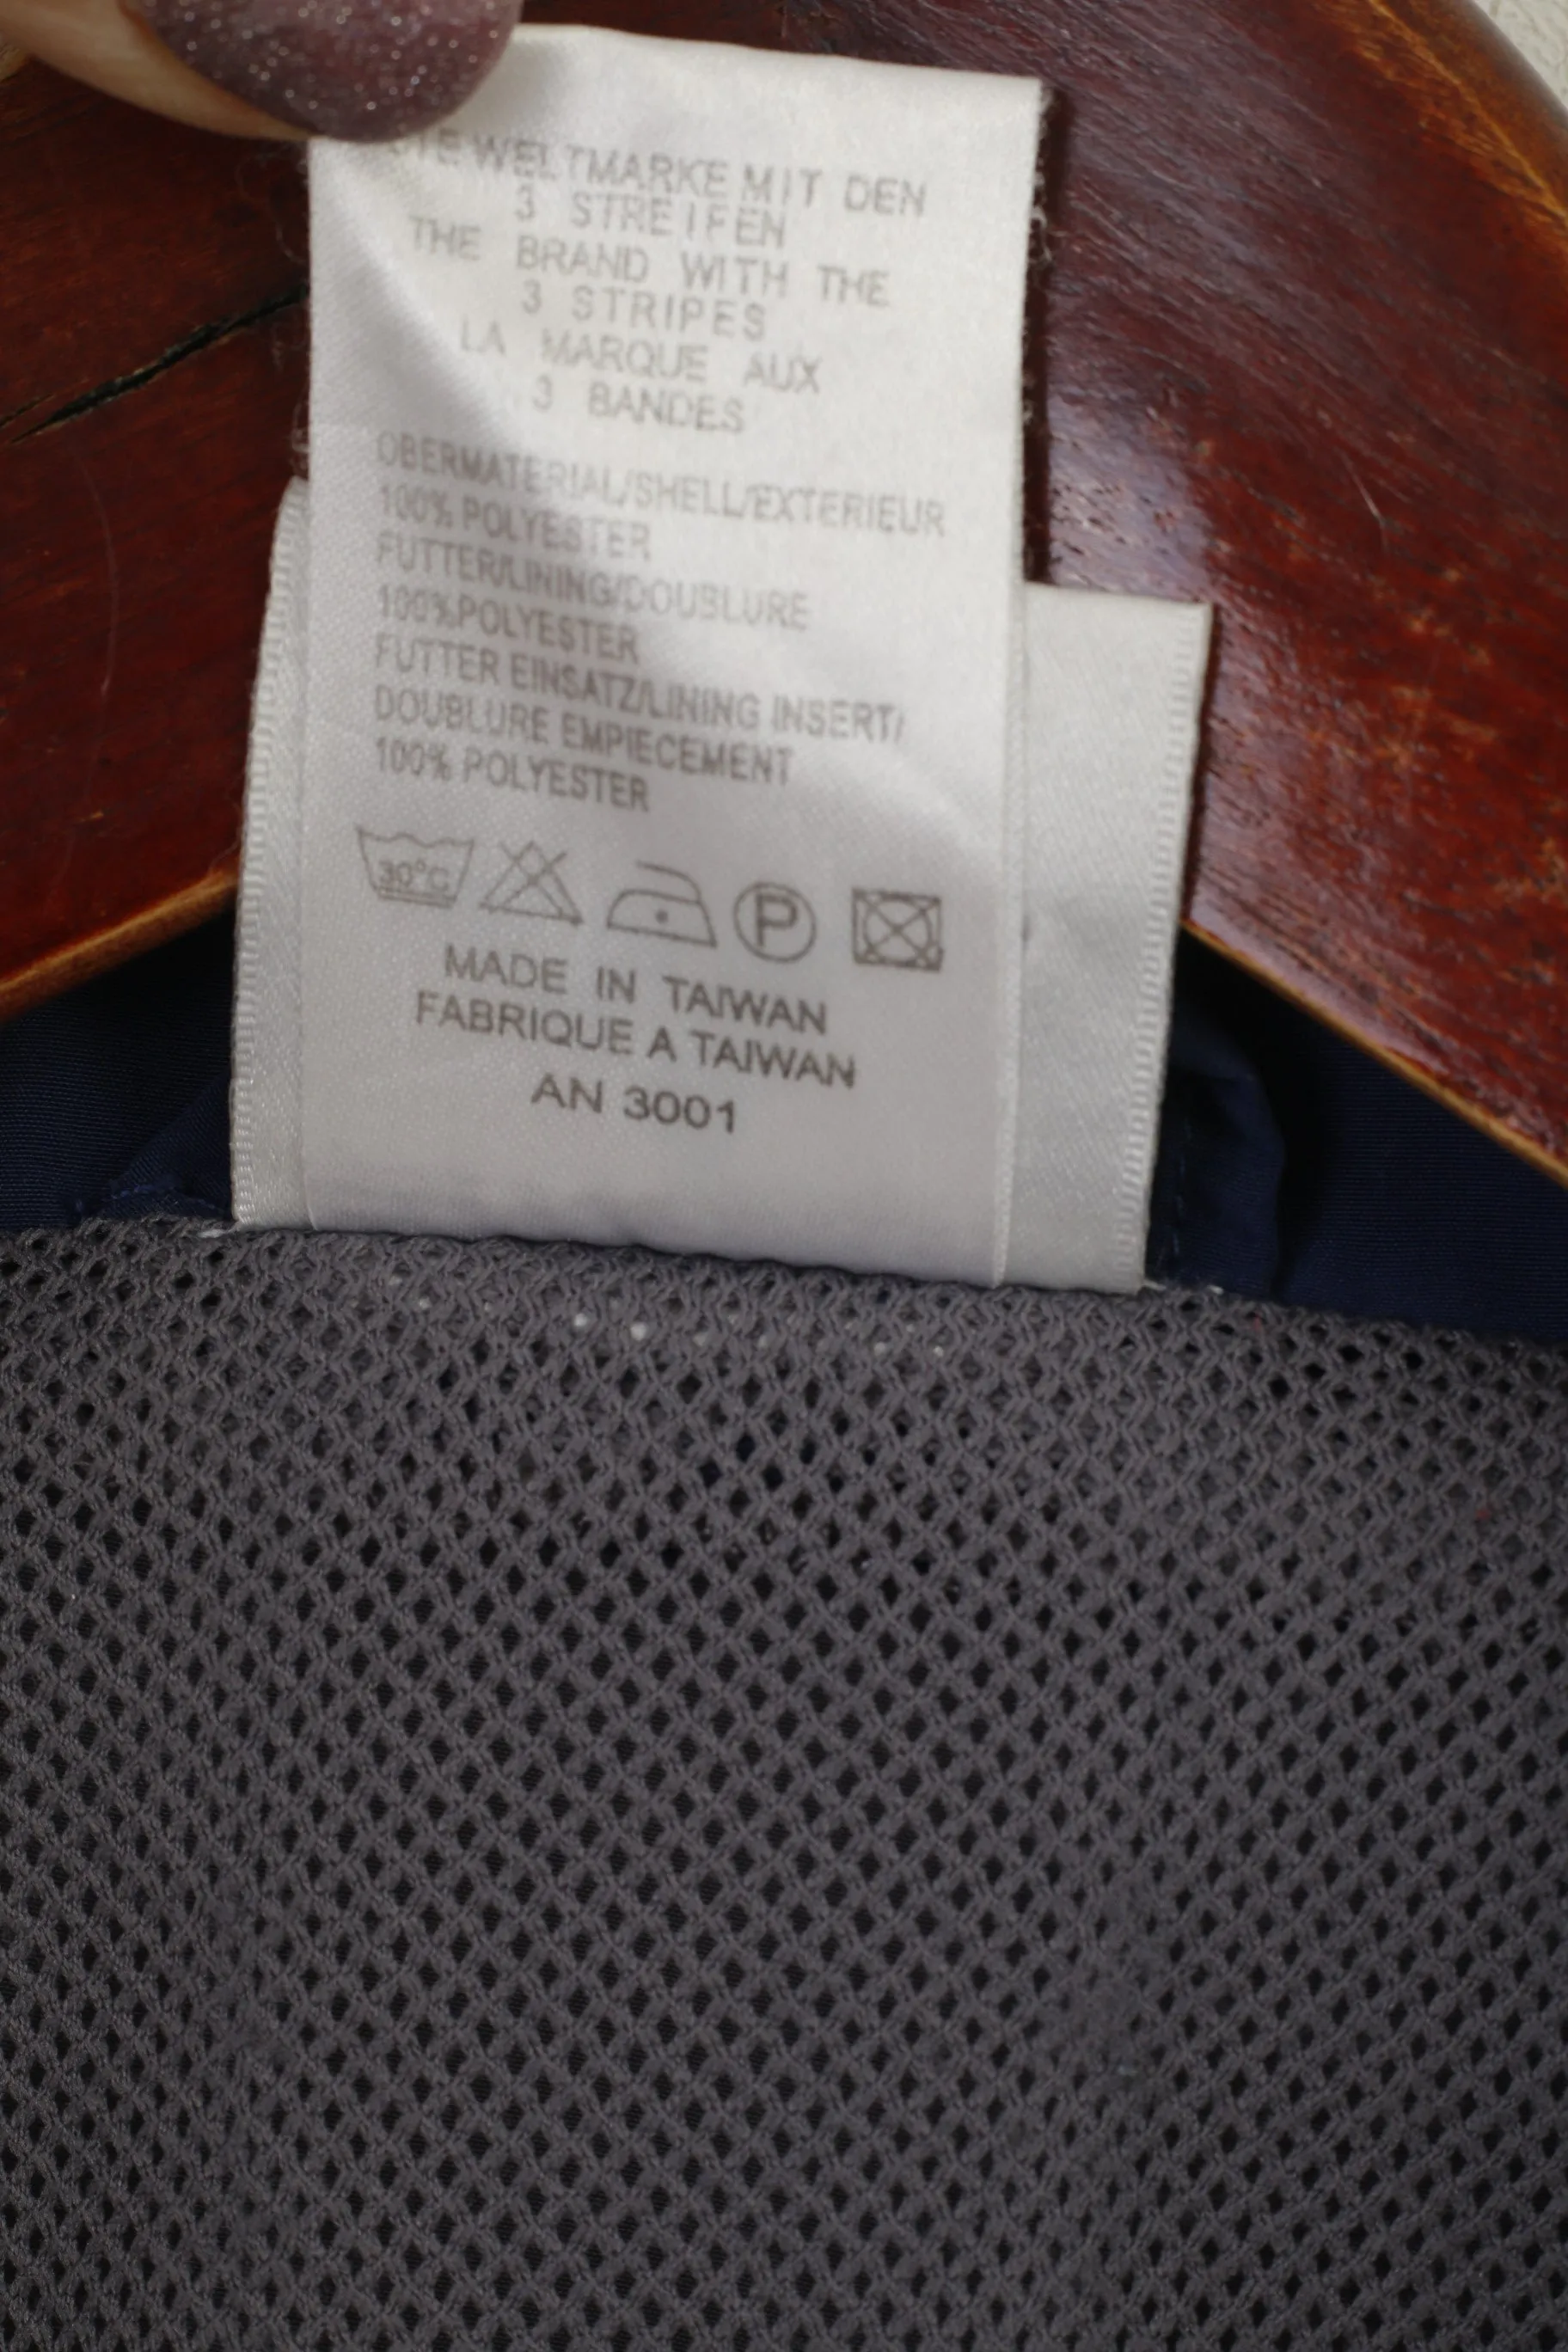 WELTMARKE MIT DEN
3 STREIFEN
THE BRAND WITH THE
3 STRIPES
LA MARQUE AUX
3 BANDES
OBERMATERIAL/SHELL/EXTERIEUR
100% POLYESTER
FUTTER/LINING/DOUBLURE
100%POLYESTER
FUTTER EINSATZ/LINING INSERT/
DOUBLURE EMPIECEMENT
100% POLYESTER
30°C
P
MADE IN TAIWAN
FABRIQUE A TAIWAN
AN 3001